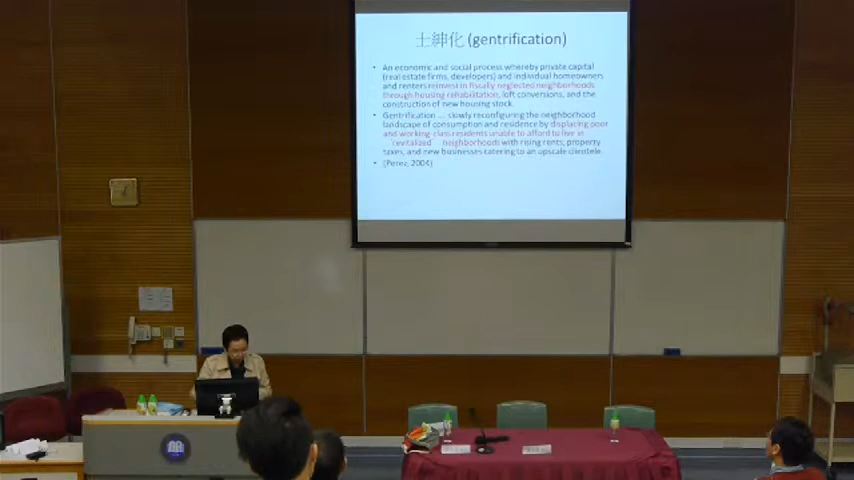 士紳化 (gentrification)
• An economic and social process whereby private capital
(real estate firms, developers) and individual homeowners
and renters reinvest in fiscally neglected neighborhoods
through housing rehabilitation, loft conversions, and the
construction of new housing stock.
• Gentrification ... slowly reconfiguring the neighborhood
landscape of consumption and residence by displacing poor
and working-class residents unable to afford to live in
"revitalized" neighborhoods with rising rents, property
taxes, and new businesses catering to an upscale clientele.
• (Perez, 2004)